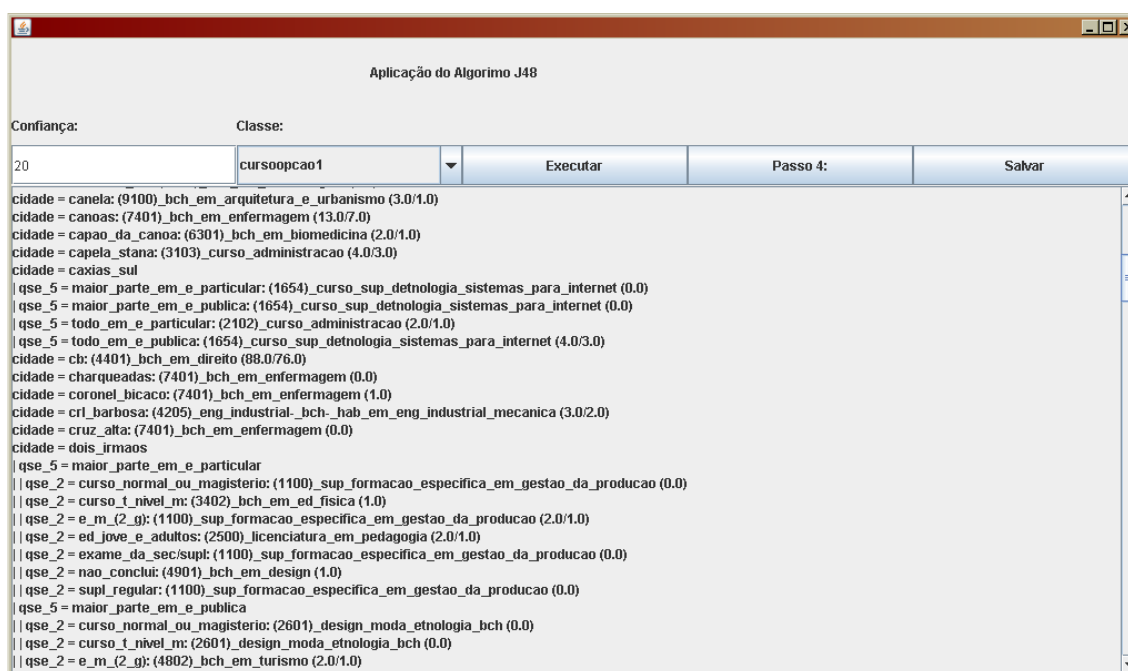 Aplicação do Algorimo J48
Confiança: Classe:
20 cursoopcao1 Executar Passo 4: Salvar
cidade = canela: (9100)_bch_em_arquitetura_e_urbanismo (3.0/1.0)
cidade = canoas: (7401)_bch_em_enfermagem (13.0/7.0)
cidade = capao_da_canoa: (6301)_bch_em_biomedicina (2.0/1.0)
cidade = capela_stana: (3103)_curso_administracao (4.0/3.0)
cidade = caxias_sul
| qse_5 = maior_parte_em_e_particular: (1654)_curso_sup_detnologia_sistemas_para_internet (0.0)
| qse_5 = maior_parte_em_e_publica: (1654)_curso_sup_detnologia_sistemas_para_internet (0.0)
| qse_5 = todo_em_e_particular: (2102)_curso_administracao (2.0/1.0)
| qse_5 = todo_em_e_publica: (1654)_curso_sup_detnologia_sistemas_para_internet (4.0/3.0)
cidade = cb: (4401)_bch_em_direito (88.0/76.0)
cidade = charqueadas: (7401)_bch_em_enfermagem (0.0)
cidade = coronel_bicaco: (7401)_bch_em_enfermagem (1.0)
cidade = crl_barbosa: (4205)_eng_industrial-_bch-_hab_em_eng_industrial_mecanica (3.0/2.0)
cidade = cruz_alta: (7401)_bch_em_enfermagem (0.0)
cidade = dois_irmaos
| qse_5 = maior_parte_em_e_particular
| | qse_2 = curso_normal_ou_magisterio: (1100)_sup_formacao_especifica_em_gestao_da_producao (0.0)
| | qse_2 = curso_t_nivel_m: (3402)_bch_em_ed_fisica (1.0)
| | qse_2 = e_m_(2_g): (1100)_sup_formacao_especifica_em_gestao_da_producao (2.0/1.0)
| | qse_2 = ed_jove_e_adultos: (2500)_licenciatura_em_pedagogia (2.0/1.0)
| | qse_2 = exame_da_sec/supl: (1100)_sup_formacao_especifica_em_gestao_da_producao (0.0)
| | qse_2 = nao_conclui: (4901)_bch_em_design (1.0)
| | qse_2 = supl_regular: (1100)_sup_formacao_especifica_em_gestao_da_producao (0.0)
| qse_5 = maior_parte_em_e_publica
| | qse_2 = curso_normal_ou_magisterio: (2601)_design_moda_etnologia_bch (0.0)
| | qse_2 = curso_t_nivel_m: (2601)_design_moda_etnologia_bch (0.0)
| | qse_2 = e_m_(2_g): (4802)_bch_em_turismo (2.0/1.0)